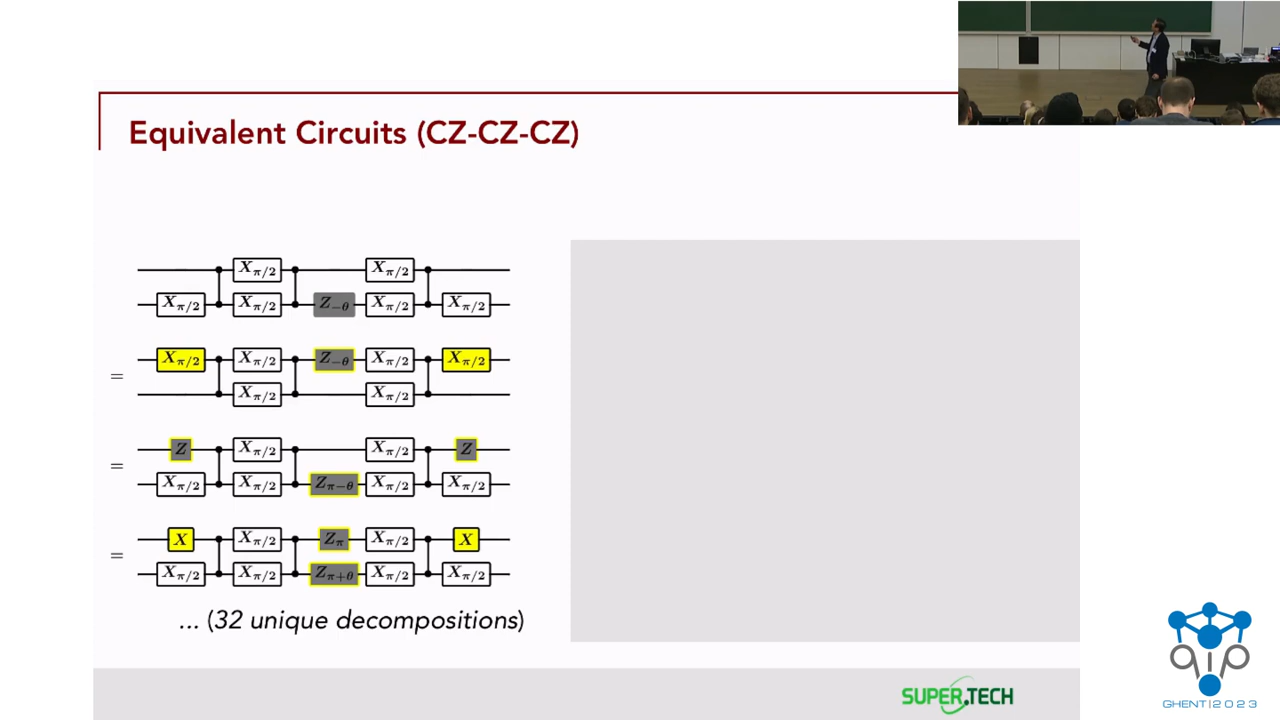 Equivalent Circuits (CZ-CZ-CZ)
X_{π/2} X_{π/2}
X_{π/2} X_{π/2} Z_{−θ} X_{π/2} X_{π/2}
= X_{π/2} X_{π/2} Z_{−θ} X_{π/2} X_{π/2}
X_{π/2} X_{π/2}
= Z X_{π/2} X_{π/2} Z
X_{π/2} X_{π/2} Z_{π−θ} X_{π/2} X_{π/2}
= X X_{π/2} Z_π X_{π/2} X
X_{π/2} X_{π/2} Z_{π+θ} X_{π/2} X_{π/2}
... (32 unique decompositions)
SUPER.TECH
qip
GHENT|2023